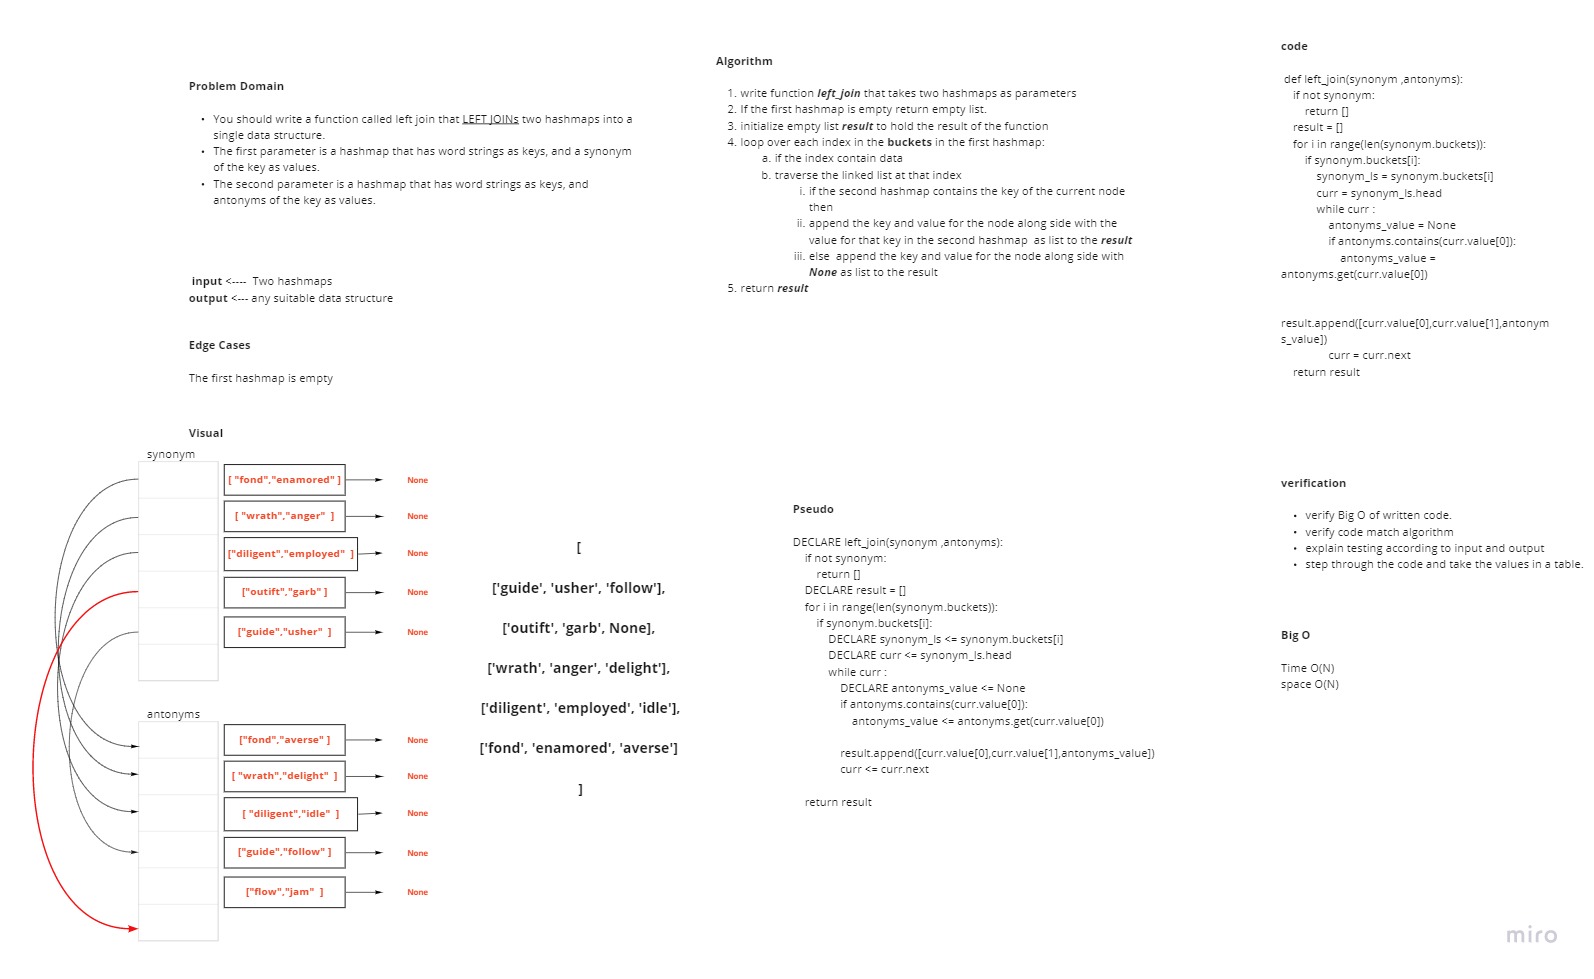 Problem Domain
• You should write a function called left join that LEFT JOINs two hashmaps into a
single data structure.
• The first parameter is a hashmap that has word strings as keys, and a synonym
of the key as values.
• The second parameter is a hashmap that has word strings as keys, and
antonyms of the key as values.
input <---- Two hashmaps
output <--- any suitable data structure
Edge Cases
The first hashmap is empty
Visual
synonym
[ "fond","enamored" ] None
[ "wrath","anger" ] None
["diligent","employed" ] None
["outift","garb" ] None
["guide","usher" ] None
antonyms
["fond","averse" ] None
[ "wrath","delight" ] None
[ "diligent","idle" ] None
["guide","follow" ] None
["flow","jam" ] None
[
['guide', 'usher', 'follow'],
['outift', 'garb', None],
['wrath', 'anger', 'delight'],
['diligent', 'employed', 'idle'],
['fond', 'enamored', 'averse']
]
Algorithm
1. write function left_join that takes two hashmaps as parameters
2. If the first hashmap is empty return empty list.
3. initialize empty list result to hold the result of the function
4. loop over each index in the buckets in the first hashmap:
a. if the index contain data
b. traverse the linked list at that index
i. if the second hashmap contains the key of the current node
then
ii. append the key and value for the node along side with the
value for that key in the second hashmap as list to the result
iii. else append the key and value for the node along side with
None as list to the result
5. return result
Pseudo
DECLARE left_join(synonym ,antonyms):
if not synonym:
return []
DECLARE result = []
for i in range(len(synonym.buckets)):
if synonym.buckets[i]:
DECLARE synonym_ls <= synonym.buckets[i]
DECLARE curr <= synonym_ls.head
while curr :
DECLARE antonyms_value <= None
if antonyms.contains(curr.value[0]):
antonyms_value <= antonyms.get(curr.value[0])
result.append([curr.value[0],curr.value[1],antonyms_value])
curr <= curr.next
return result
code
def left_join(synonym ,antonyms):
if not synonym:
return []
result = []
for i in range(len(synonym.buckets)):
if synonym.buckets[i]:
synonym_ls = synonym.buckets[i]
curr = synonym_ls.head
while curr :
antonyms_value = None
if antonyms.contains(curr.value[0]):
antonyms_value =
antonyms.get(curr.value[0])
result.append([curr.value[0],curr.value[1],antonym
s_value])
curr = curr.next
return result
verification
• verify Big O of written code.
• verify code match algorithm
• explain testing according to input and output
• step through the code and take the values in a table.
Big O
Time O(N)
space O(N)
miro